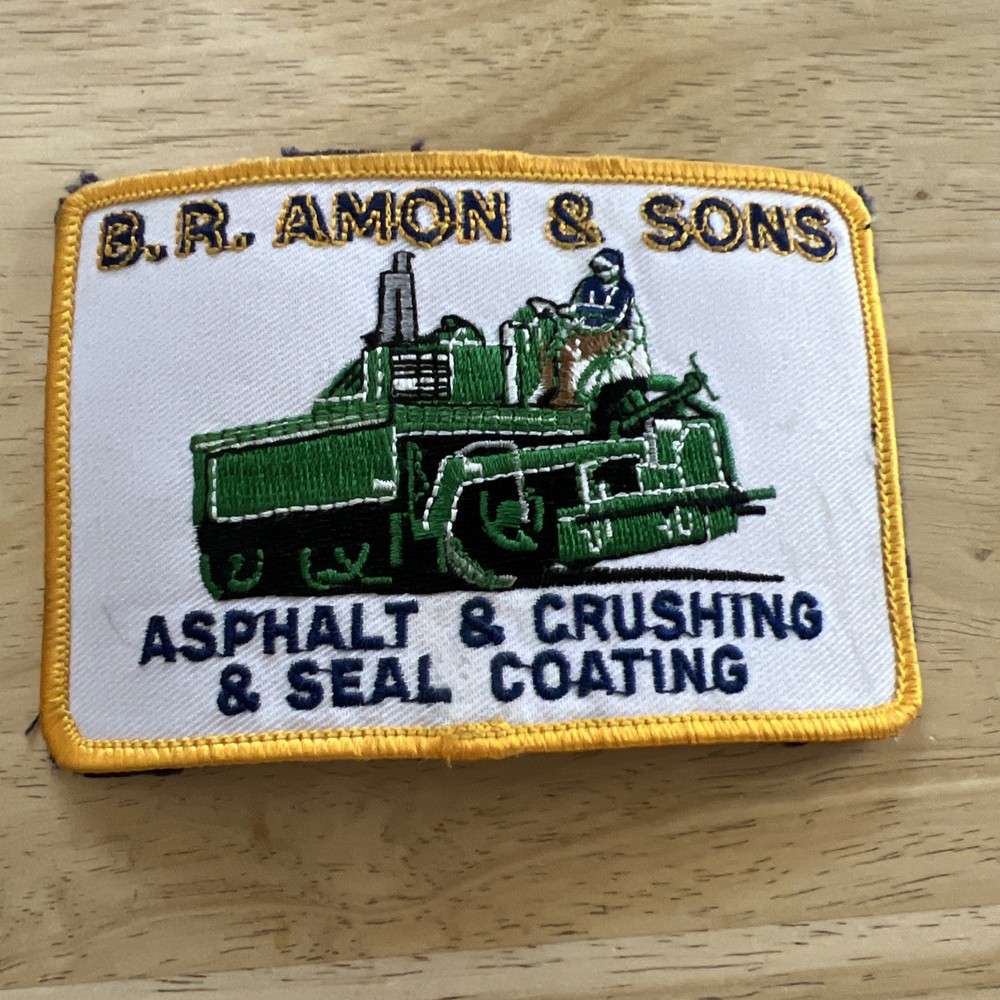 B. R. AMON & SONS
ASPHALT & CRUSHING
& SEAL COATING